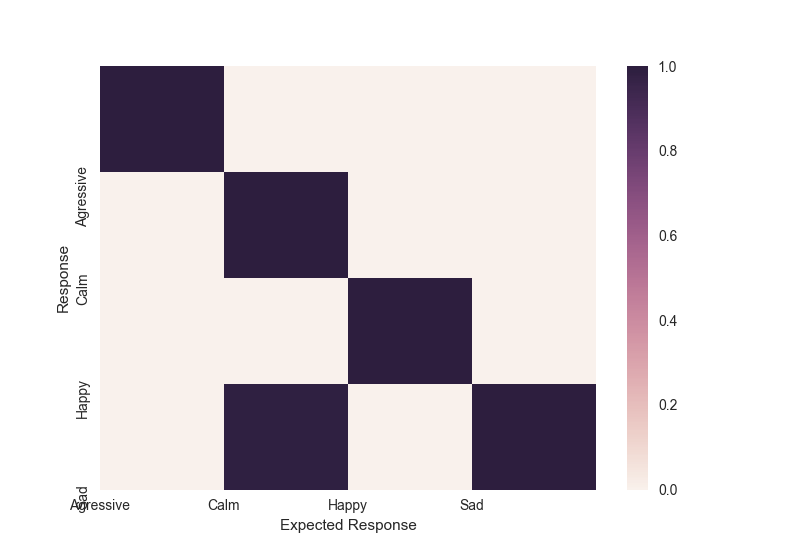 1.0
0.8
0.6
0.4
0.2
0.0
Response
Agressive
Calm
Happy
Sad
Agressive
Calm
Happy
Sad
Expected Response